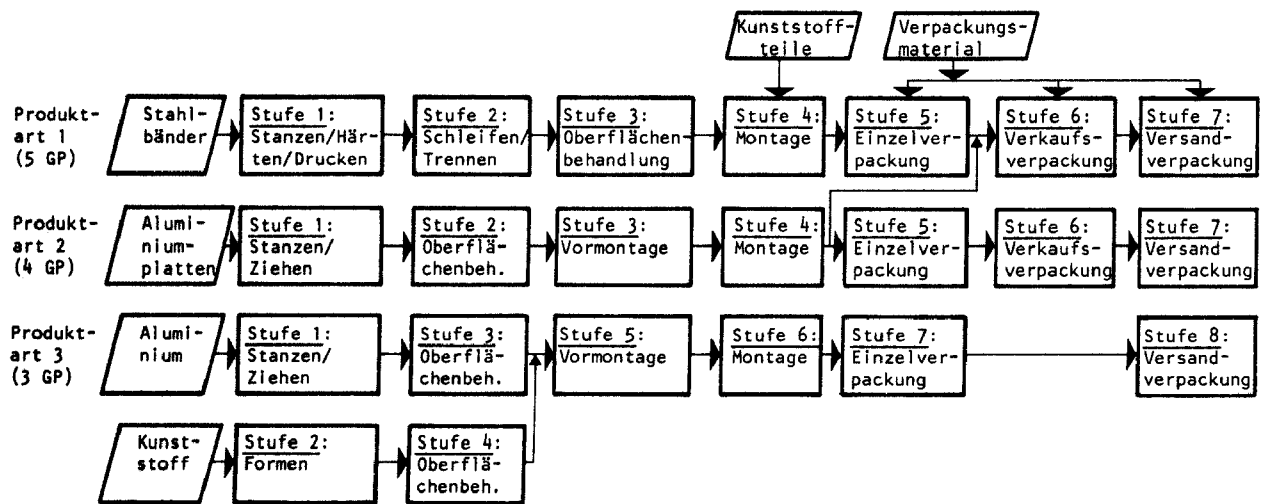 Kunststoff-
teile
Verpackungs-
material
Produkt-
art 1
(5 GP)
Stahl-
bänder
Stufe 1:
Stanzen/Här-
ten/Drucken
Stufe 2:
Schleifen/
Trennen
Stufe 3:
Oberflächen
behandlung
Stufe 4:
Montage
Stufe 5:
Einzelver-
packung
Stufe 6:
Verkaufs-
verpackung
Stufe 7:
Versand-
verpackung
Produkt-
art 2
(4 GP)
Alumi-
nium-
platten
Stufe 1:
Stanzen/
Ziehen
Stufe 2:
Oberflä-
chenbeh.
Stufe 3:
Vormontage
Stufe 4:
Montage
Stufe 5:
Einzelver-
packung
Stufe 6:
Verkaufs-
verpackung
Stufe 7:
Versand-
verpackung
Produkt-
art 3
(3 GP)
Alumi-
nium
Stufe 1:
Stanzen/
Ziehen
Stufe 3:
Oberflä-
chenbeh.
Stufe 5:
Vormontage
Stufe 6:
Montage
Stufe 7:
Einzelver-
packung
Stufe 8:
Versand-
verpackung
Kunst-
stoff
Stufe 2:
Formen
Stufe 4:
Oberflä-
chenbeh.